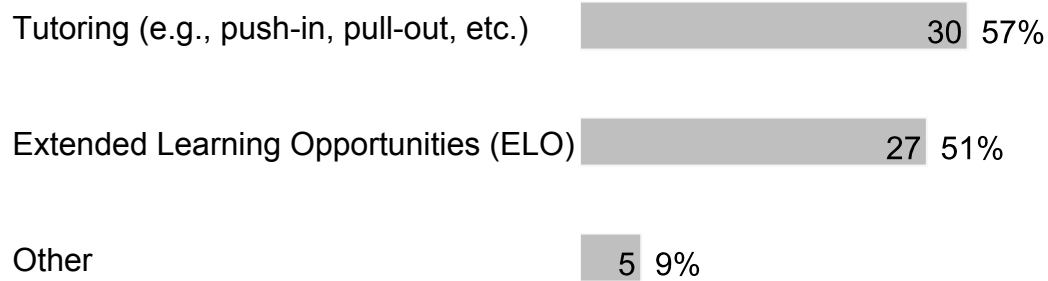 Tutoring (e.g., push-in, pull-out, etc.) 30 57%
Extended Learning Opportunities (ELO) 27 51%
Other 5 9%